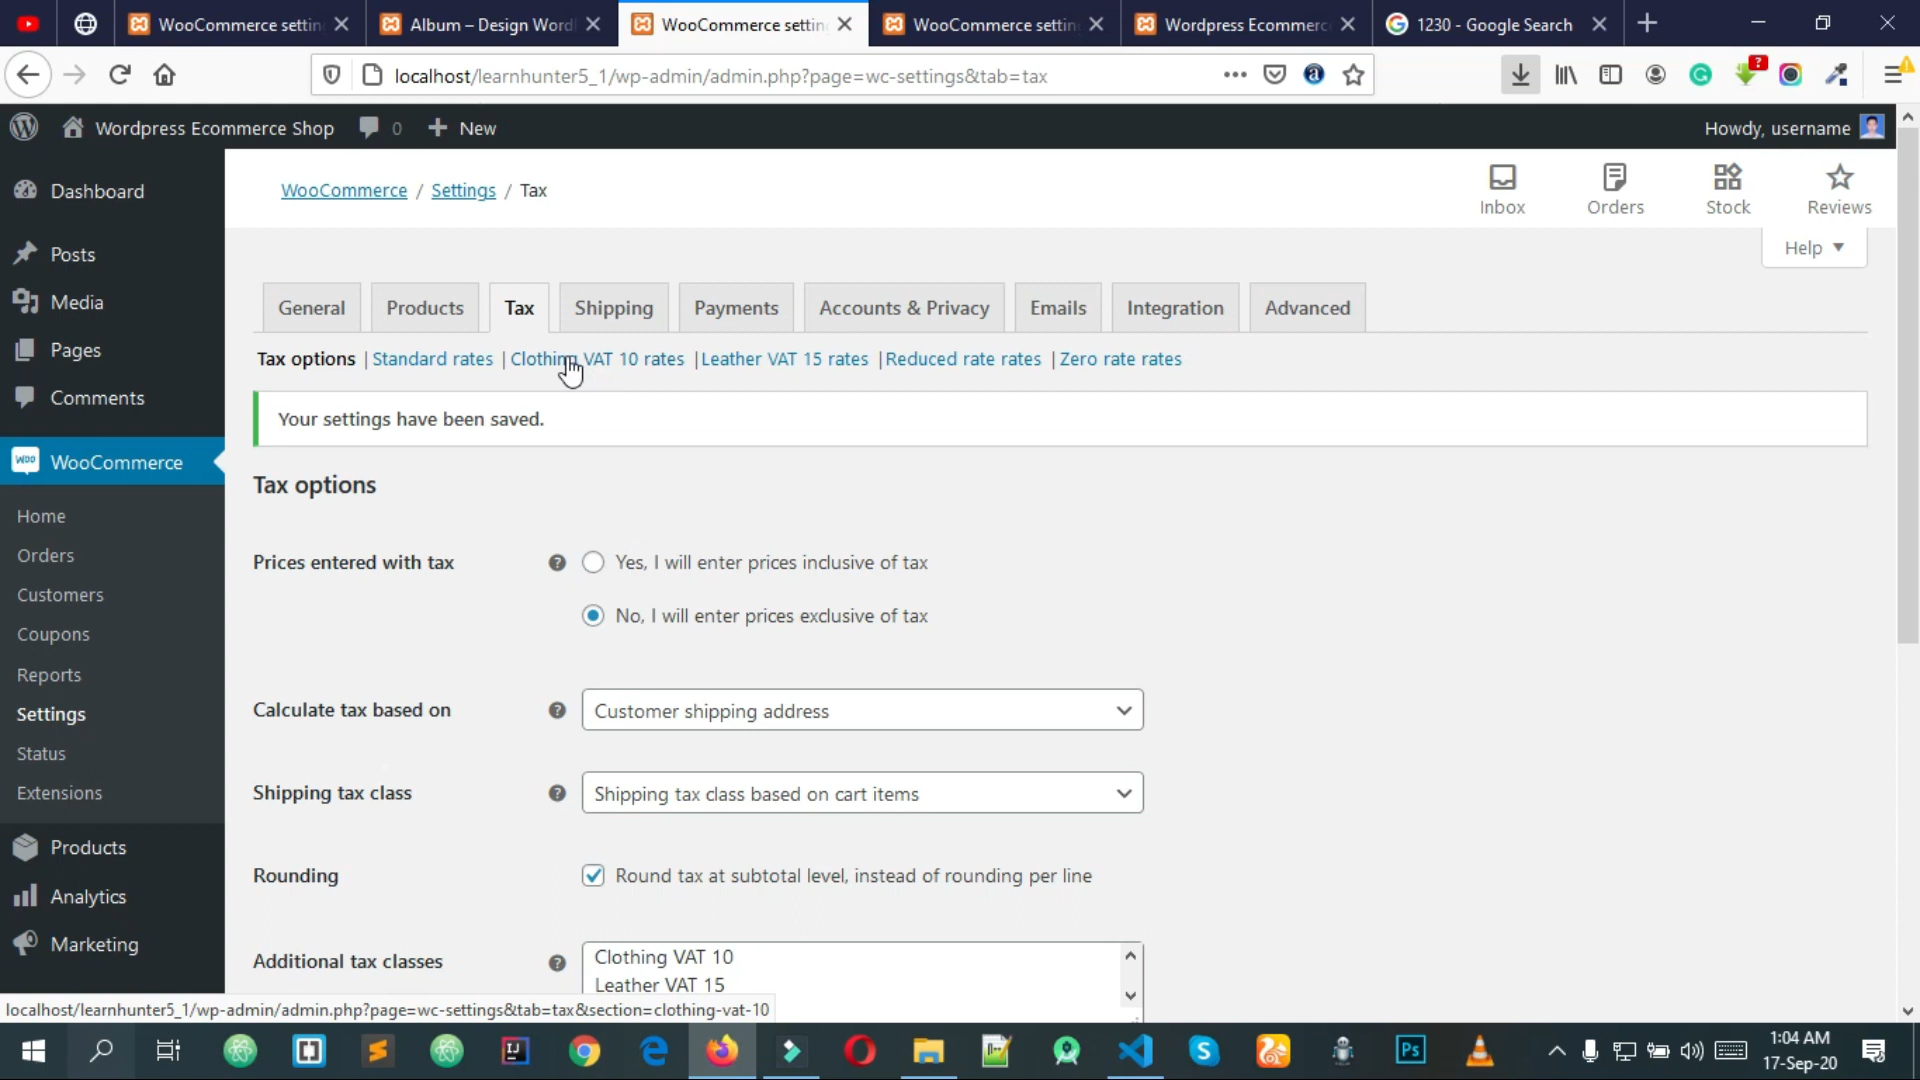 WooCommerce settin
Album – Design Word
WooCommerce settin
WooCommerce settin
Wordpress Ecommerc
1230 - Google Search
localhost/learnhunter5_1/wp-admin/admin.php?page=wc-settings&tab=tax
Wordpress Ecommerce Shop
0
New
Howdy, username
Dashboard
Posts
Media
Pages
Comments
WooCommerce
Home
Orders
Customers
Coupons
Reports
Settings
Status
Extensions
Products
Analytics
Marketing
WooCommerce / Settings / Tax
Inbox
Orders
Stock
Reviews
Help
General
Products
Tax
Shipping
Payments
Accounts & Privacy
Emails
Integration
Advanced
Tax options | Standard rates | Clothing VAT 10 rates | Leather VAT 15 rates | Reduced rate rates | Zero rate rates
Your settings have been saved.
Tax options
Prices entered with tax
Yes, I will enter prices inclusive of tax
No, I will enter prices exclusive of tax
Calculate tax based on
Customer shipping address
Shipping tax class
Shipping tax class based on cart items
Rounding
Round tax at subtotal level, instead of rounding per line
Additional tax classes
Clothing VAT 10
Leather VAT 15
localhost/learnhunter5_1/wp-admin/admin.php?page=wc-settings&tab=tax&section=clothing-vat-10
1:04 AM
17-Sep-20